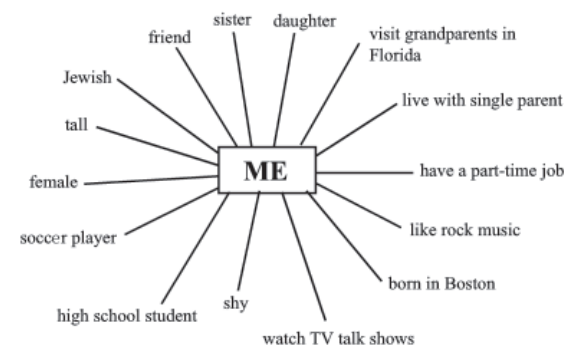 sister
daughter
friend
visit grandparents in
Florida
Jewish
live with single parent
tall
ME
have a part-time job
female
like rock music
soccer player
born in Boston
shy
high school student
watch TV talk shows